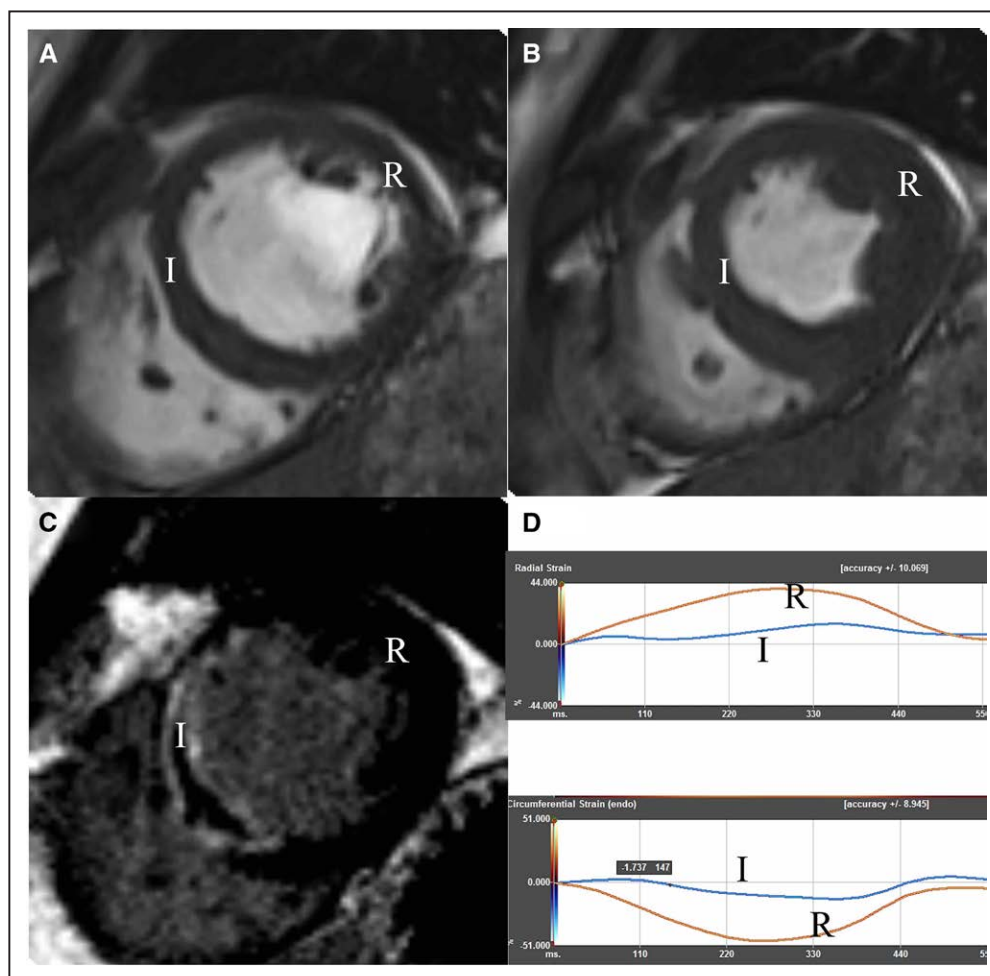 A
R
I
B
R
I
C
R
I
D
Radial Strain [accuracy +/- 10.069]
44.000
R
0.000
I
-44.000
%
ms. 110 220 330 440 550
Circumferential Strain (endo) [accuracy +/- 8.945]
51.000
-1.737 147
I
0.000
R
-51.000
%
ms. 110 220 330 440